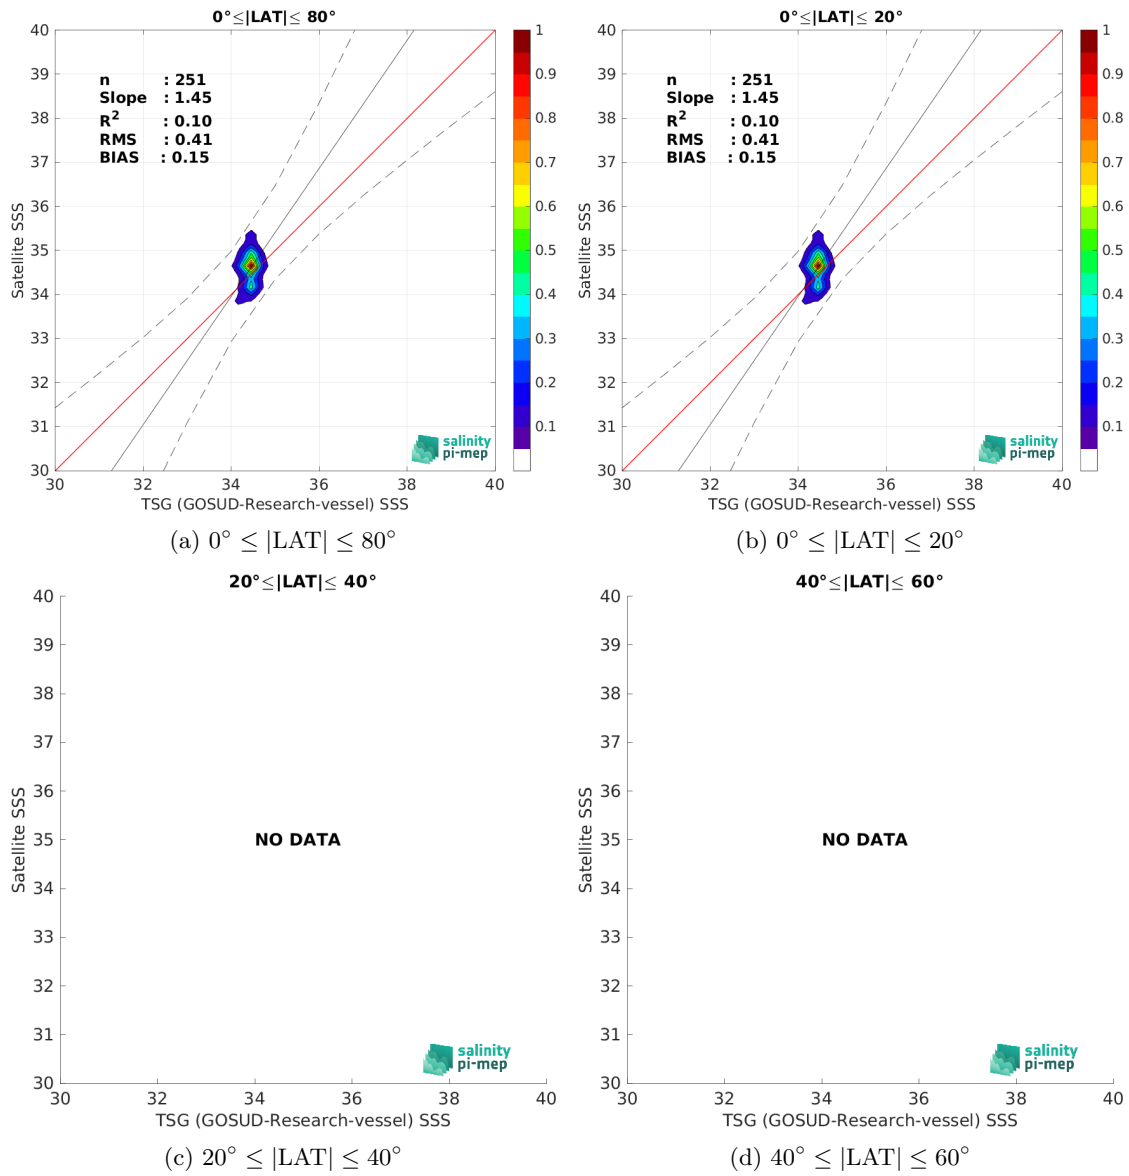 0°≤|LAT|≤ 80°
40
39
38
37
36
35
34
33
32
31
30
Satellite SSS
n : 251
Slope : 1.45
R² : 0.10
RMS : 0.41
BIAS : 0.15
salinity
pi-mep
30 32 34 36 38 40
TSG (GOSUD-Research-vessel) SSS
1
0.9
0.8
0.7
0.6
0.5
0.4
0.3
0.2
0.1
(a) 0° ≤ |LAT| ≤ 80°
0°≤|LAT|≤ 20°
40
39
38
37
36
35
34
33
32
31
30
Satellite SSS
n : 251
Slope : 1.45
R² : 0.10
RMS : 0.41
BIAS : 0.15
salinity
pi-mep
30 32 34 36 38 40
TSG (GOSUD-Research-vessel) SSS
1
0.9
0.8
0.7
0.6
0.5
0.4
0.3
0.2
0.1
(b) 0° ≤ |LAT| ≤ 20°
20°≤|LAT|≤ 40°
40
39
38
37
36
35
34
33
32
31
30
Satellite SSS
NO DATA
salinity
pi-mep
30 32 34 36 38 40
TSG (GOSUD-Research-vessel) SSS
(c) 20° ≤ |LAT| ≤ 40°
40°≤|LAT|≤ 60°
40
39
38
37
36
35
34
33
32
31
30
Satellite SSS
NO DATA
salinity
pi-mep
30 32 34 36 38 40
TSG (GOSUD-Research-vessel) SSS
(d) 40° ≤ |LAT| ≤ 60°